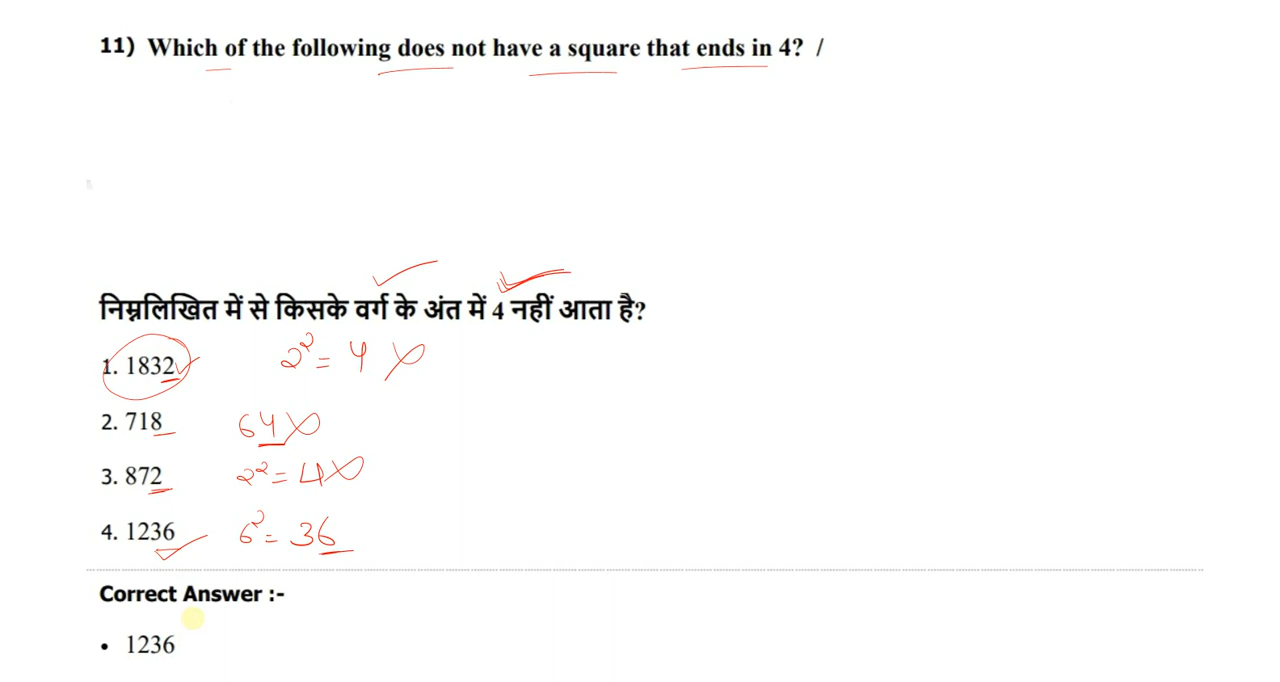 11) Which of the following does not have a square that ends in 4? /
निम्नलिखित में से किसके वर्ग के अंत में 4 नहीं आता है?
1. 1832 2² = 4
2. 718 64
3. 872 2² = 4
4. 1236 6² = 36
Correct Answer :-
• 1236